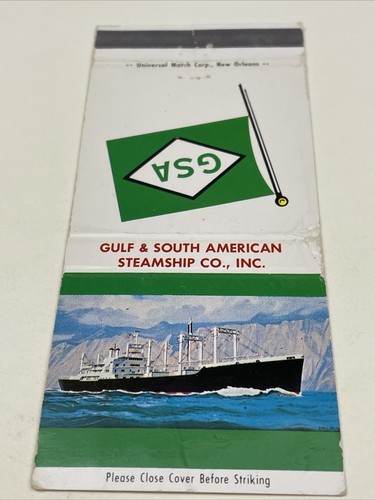 -- Universal Match Corp., New Orleans --
GSA
GULF & SOUTH AMERICAN
STEAMSHIP CO., INC.
Please Close Cover Before Striking